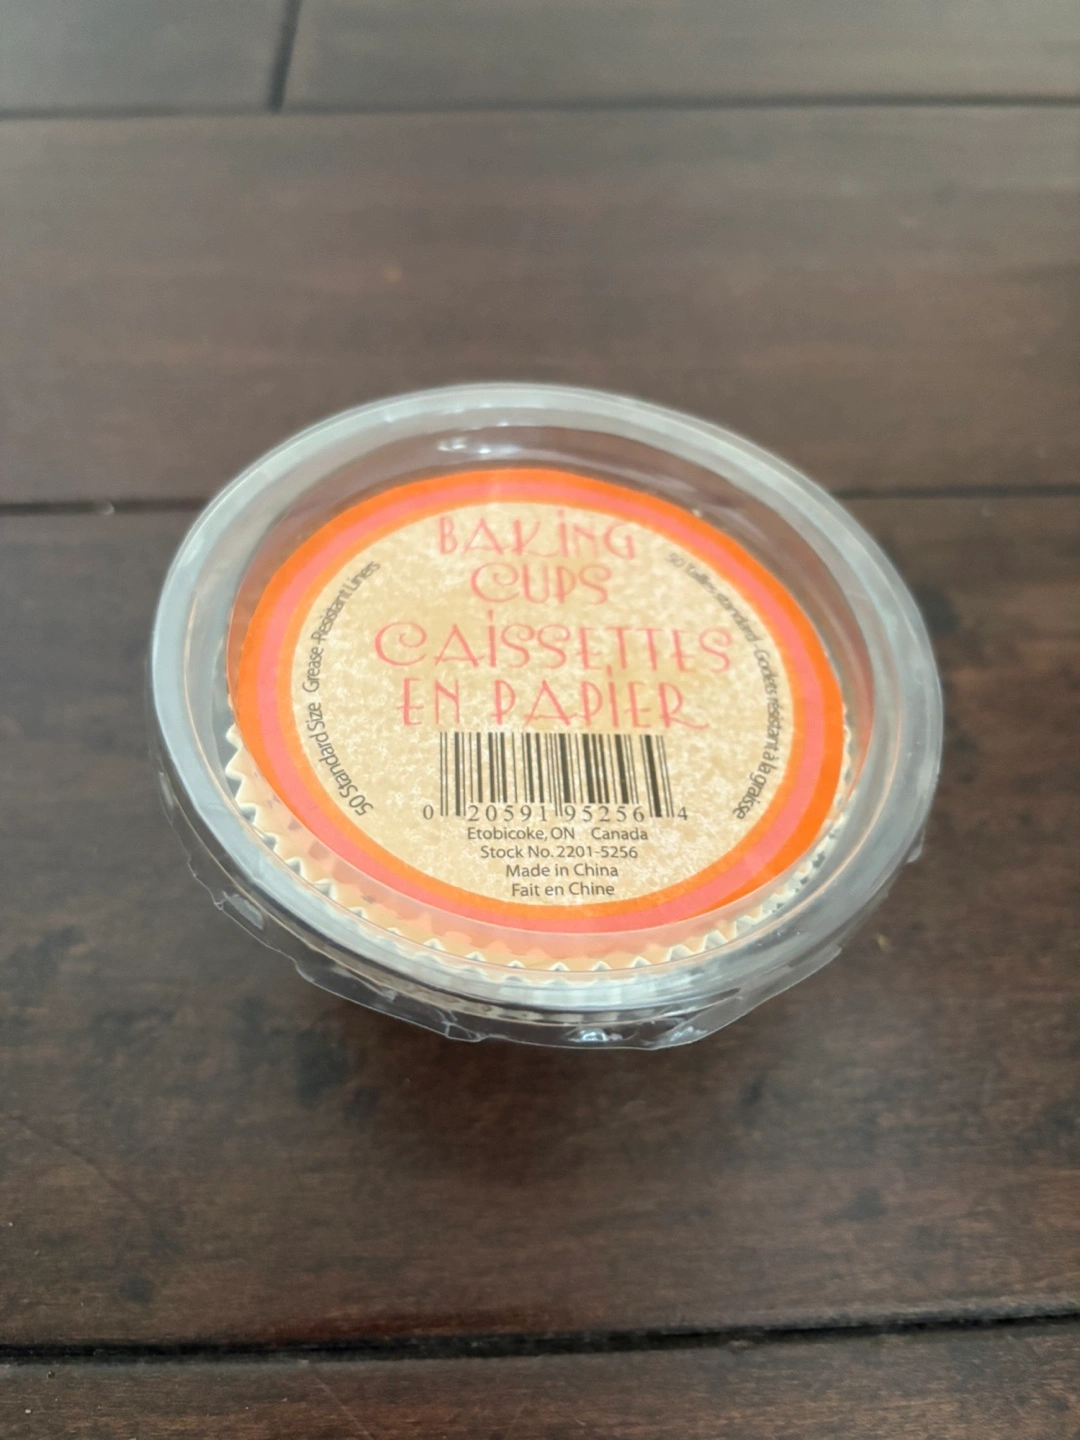 BAKING
CUPS
CAISSETTES
EN PAPIER
50 Standard Size Grease-Resistant Liners
50 Tailles standard - Godets résistant à la graisse
0 20591 95256 4
Etobicoke, ON Canada
Stock No. 2201-5256
Made in China
Fait en Chine